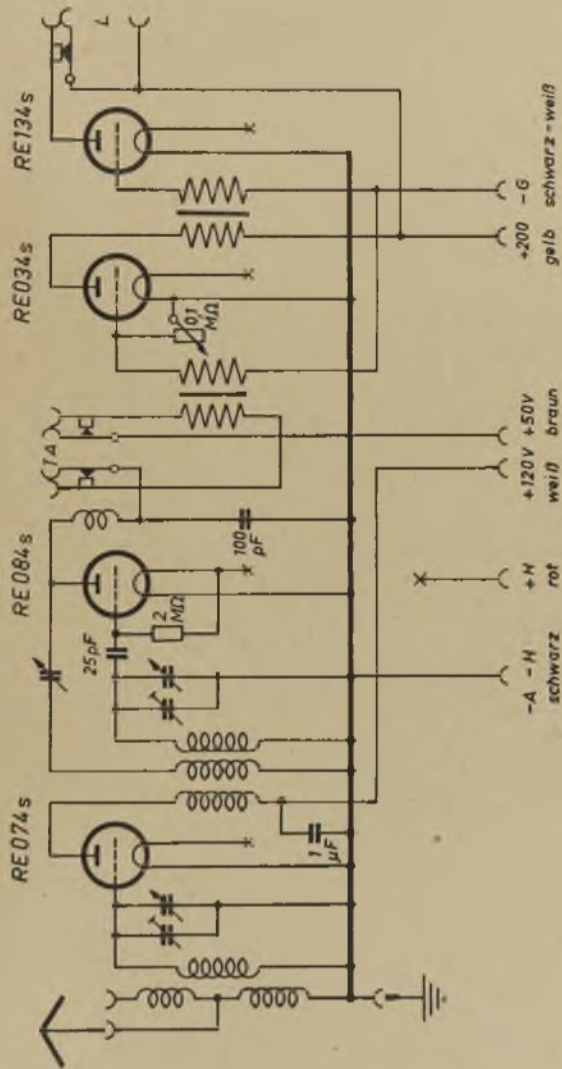 RE074s
RE084s
RE034s
RE134s
TA
L
25pF
2
MΩ
100
pF
0,1
MΩ
1
µF
-A -H
schwarz
+H
rot
+120V
weiß
+50V
braun
+200
gelb
-G
schwarz-weiß